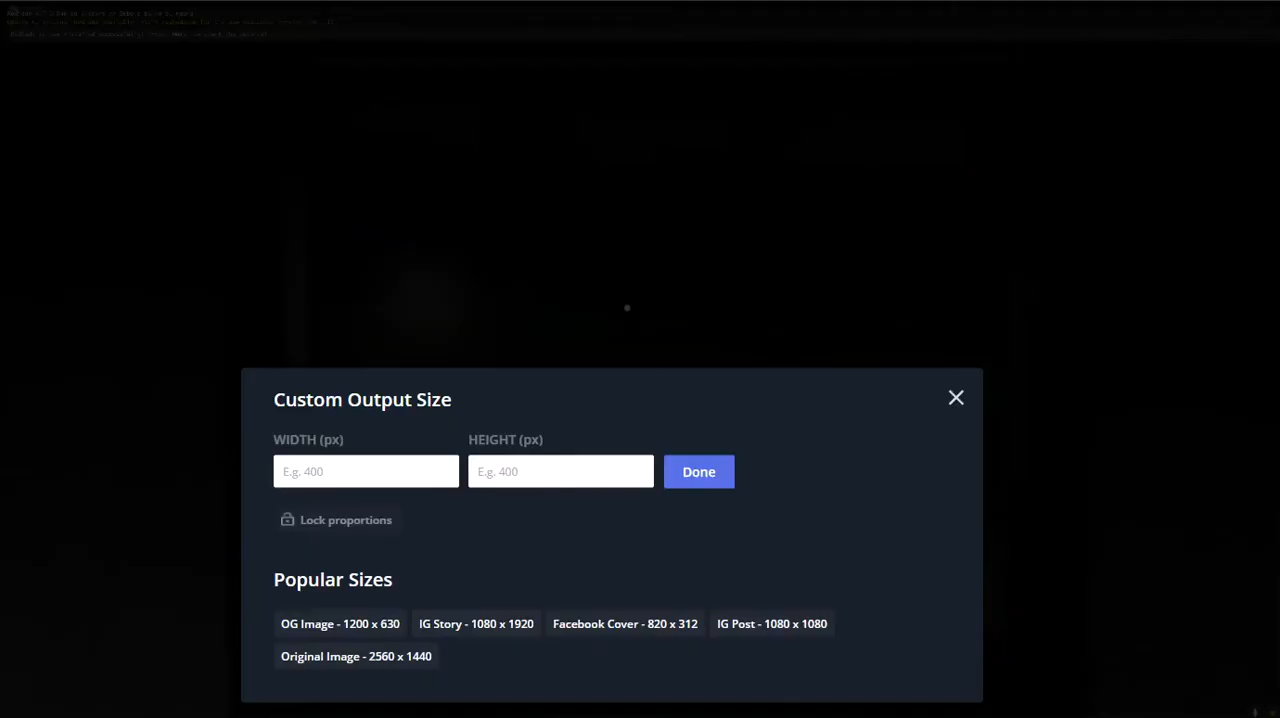 Custom Output Size
WIDTH (px) HEIGHT (px)
E.g. 400 E.g. 400 Done
Lock proportions
Popular Sizes
OG Image - 1200 x 630 IG Story - 1080 x 1920 Facebook Cover - 820 x 312 IG Post - 1080 x 1080
Original Image - 2560 x 1440